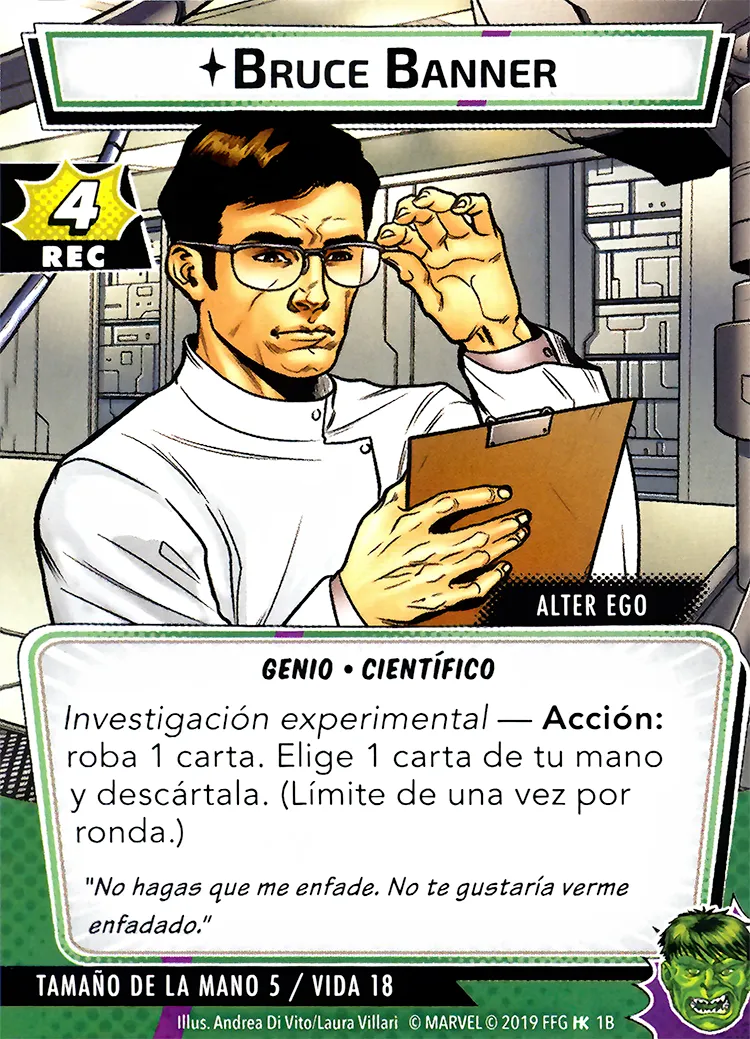 BRUCE BANNER
4
REC
ALTER EGO
GENIO • CIENTÍFICO
Investigación experimental — Acción:
roba 1 carta. Elige 1 carta de tu mano
y descártala. (Límite de una vez por
ronda.)
"No hagas que me enfade. No te gustaría verme
enfadado."
TAMAÑO DE LA MANO 5 / VIDA 18
Illus. Andrea Di Vito/Laura Villari © MARVEL © 2019 FFG HK 1B